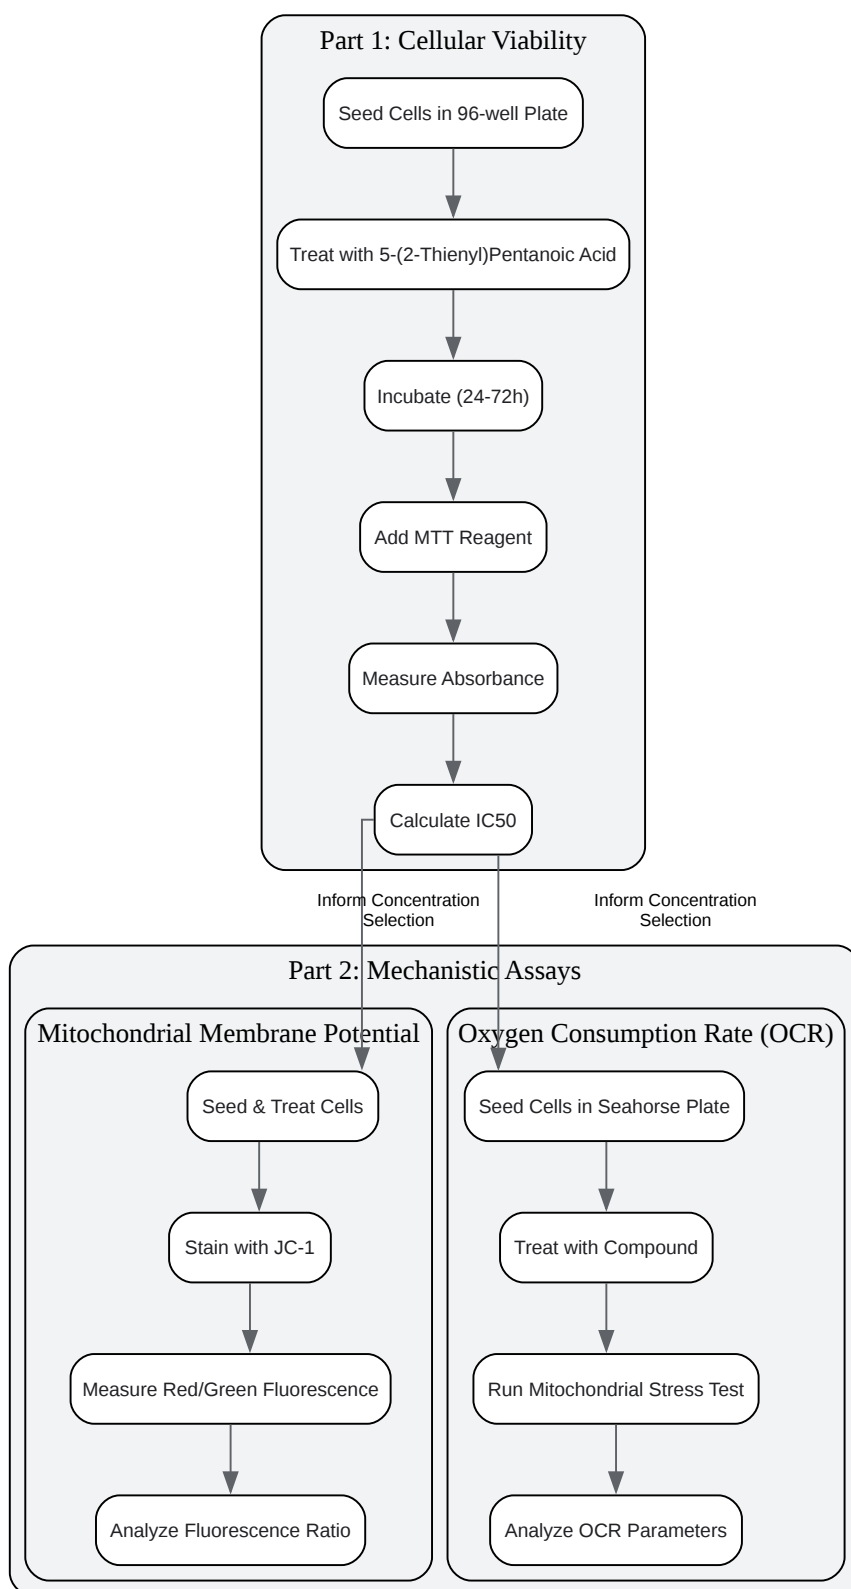 Part 1: Cellular Viability
Seed Cells in 96-well Plate
Treat with 5-(2-Thienyl)Pentanoic Acid
Incubate (24-72h)
Add MTT Reagent
Measure Absorbance
Calculate IC50
Inform Concentration
Selection
Inform Concentration
Selection
Part 2: Mechanistic Assays
Mitochondrial Membrane Potential
Seed & Treat Cells
Stain with JC-1
Measure Red/Green Fluorescence
Analyze Fluorescence Ratio
Oxygen Consumption Rate (OCR)
Seed Cells in Seahorse Plate
Treat with Compound
Run Mitochondrial Stress Test
Analyze OCR Parameters